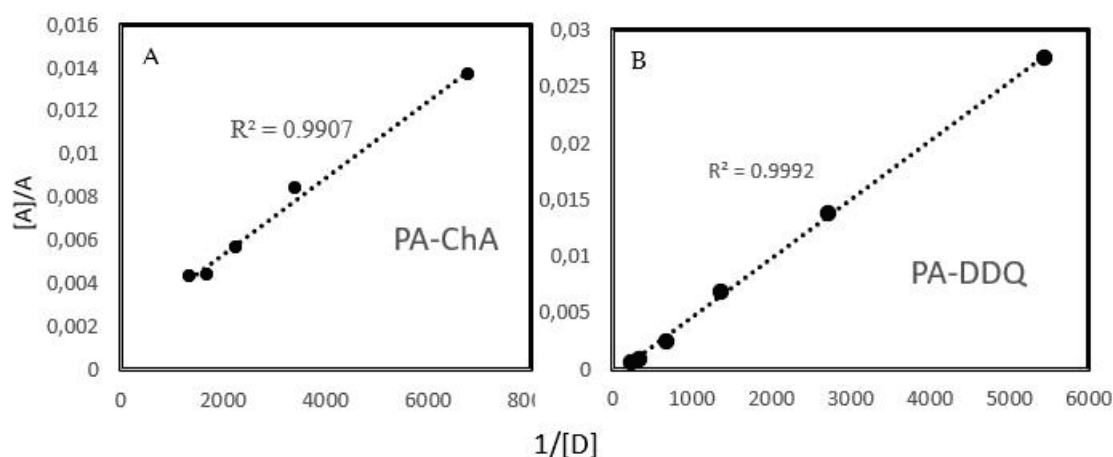 A
R² = 0.9907
PA-ChA
[A]/A
0,016
0,014
0,012
0,01
0,008
0,006
0,004
0,002
0
0 2000 4000 6000 800
B
R² = 0.9992
PA-DDQ
0,03
0,025
0,02
0,015
0,01
0,005
0
0 1000 2000 3000 4000 5000 6000
1/[D]